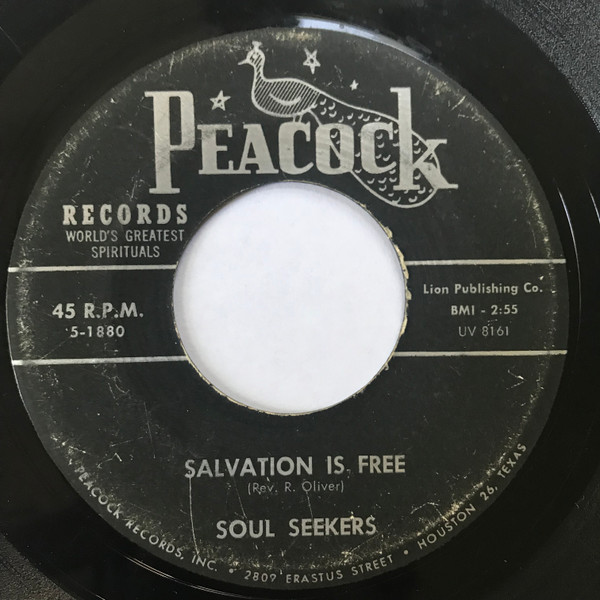 PEACOCK
RECORDS
WORLD'S GREATEST
SPIRITUALS
45 R.P.M.
5-1880
Lion Publishing Co.
BMI - 2:55
UV 8161
SALVATION IS FREE
(Rev. R. Oliver)
SOUL SEEKERS
PEACOCK RECORDS, INC. • 2809 ERASTUS STREET • HOUSTON 26, TEXAS